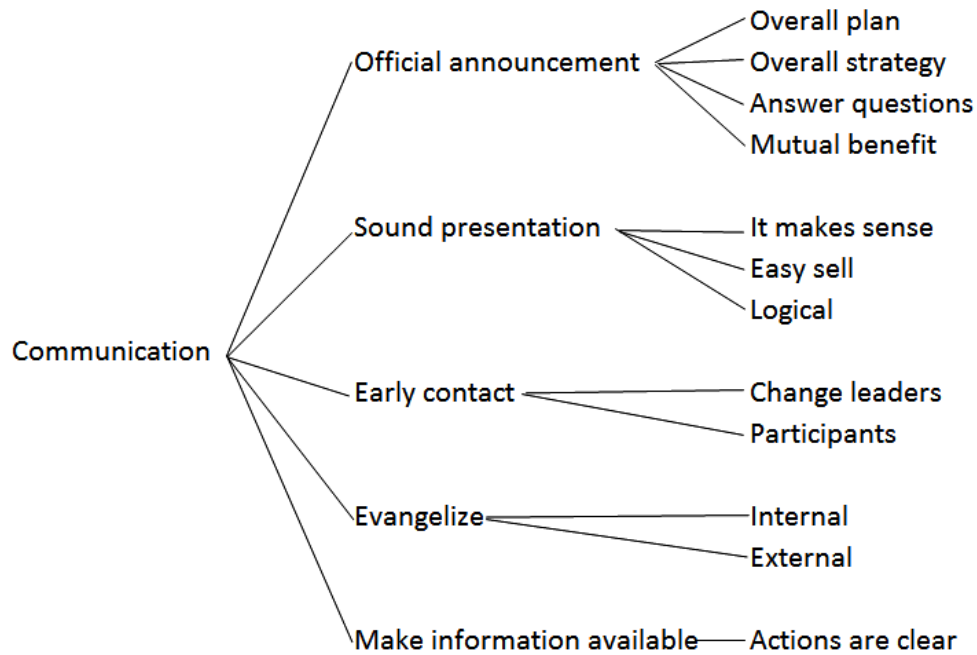 Communication
Official announcement
Overall plan
Overall strategy
Answer questions
Mutual benefit
Sound presentation
It makes sense
Easy sell
Logical
Early contact
Change leaders
Participants
Evangelize
Internal
External
Make information available
Actions are clear